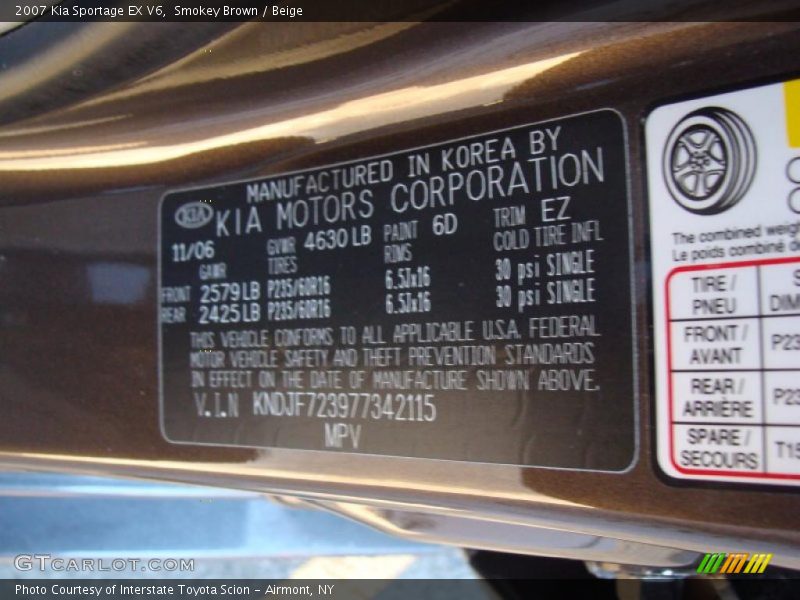 2007 Kia Sportage EX V6, Smokey Brown / Beige
MANUFACTURED IN KOREA BY
KIA KIA MOTORS CORPORATION
11/06 GVWR 4630 LB PAINT 6D TRIM EZ
GAWR TIRES RIMS COLD TIRE INFL
FRONT 2579 LB P235/60R16 6.5JX16 30 psi SINGLE
REAR 2425 LB P235/60R16 6.5JX16 30 psi SINGLE
THIS VEHICLE CONFORMS TO ALL APPLICABLE U.S.A. FEDERAL
MOTOR VEHICLE SAFETY AND THEFT PREVENTION STANDARDS
IN EFFECT ON THE DATE OF MANUFACTURE SHOWN ABOVE.
V.I.N KNDJF723977342115
MPV
The combined weig
Le poids combiné d
TIRE /
PNEU
DIM
FRONT /
AVANT
P23
REAR /
ARRIÈRE
P23
SPARE /
SECOURS
T15
GTCARLOT.COM
Photo Courtesy of Interstate Toyota Scion - Airmont, NY